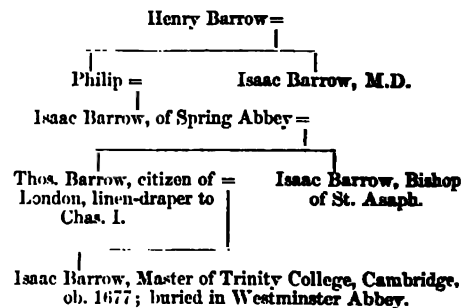 Henry Barrow=
Philip = Isaac Barrow, M.D.
Isaac Barrow, of Spring Abbey=
Thos. Barrow, citizen of = Isaac Barrow, Bishop
London, linen-draper to of St. Asaph.
Chas. I.
Isaac Barrow, Master of Trinity College, Cambridge,
ob. 1677; buried in Westminster Abbey.